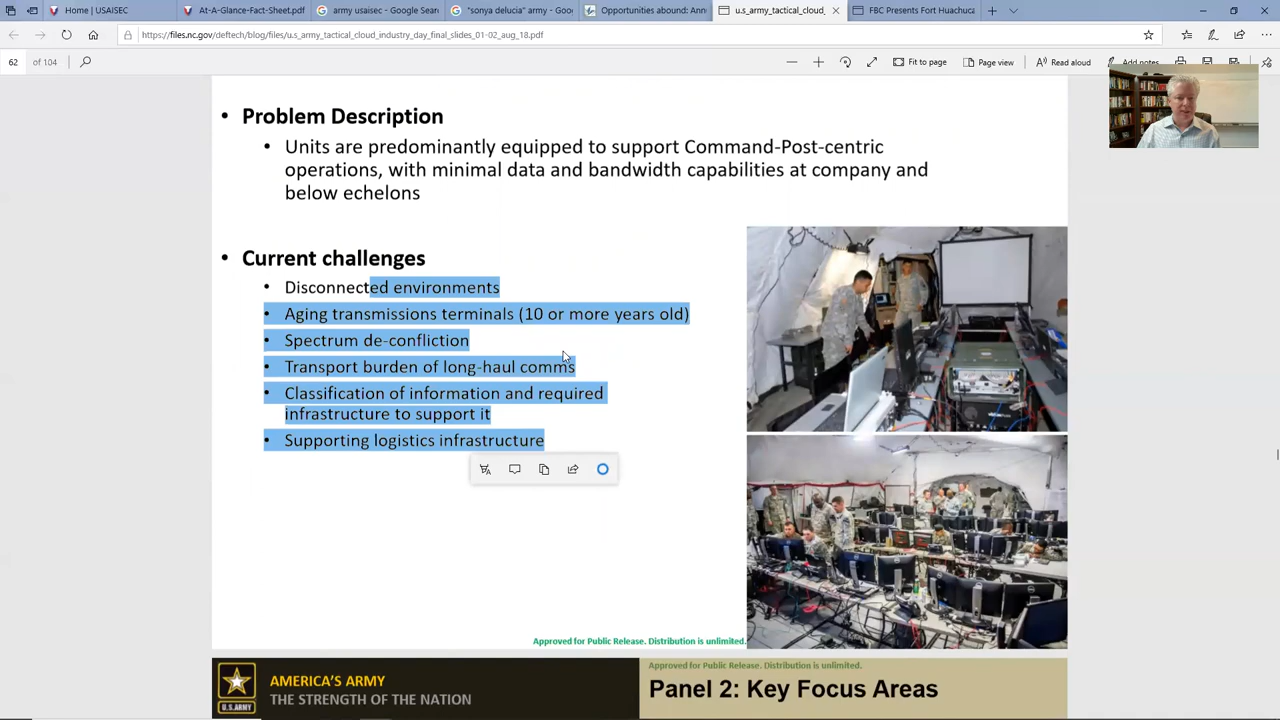 Home | USAISEC
At-A-Glance-Fact-Sheet.pdf
army usaisec - Google Sear
"sonya delucia" army - Goo
Opportunities abound: Ann
u.s_army_tactical_cloud_
FBC Presents Fort Huachuca
https://files.nc.gov/deftech/blog/files/u.s_army_tactical_cloud_industry_day_final_slides_01-02_aug_18.pdf
62 of 104
Fit to page
Page view
Read aloud
Add notes
• Problem Description
• Units are predominantly equipped to support Command-Post-centric
operations, with minimal data and bandwidth capabilities at company and
below echelons
• Current challenges
• Disconnected environments
• Aging transmissions terminals (10 or more years old)
• Spectrum de-confliction
• Transport burden of long-haul comms
• Classification of information and required
infrastructure to support it
• Supporting logistics infrastructure
Approved for Public Release. Distribution is unlimited.
U.S. ARMY
AMERICA'S ARMY
THE STRENGTH OF THE NATION
Approved for Public Release. Distribution is unlimited.
Panel 2: Key Focus Areas